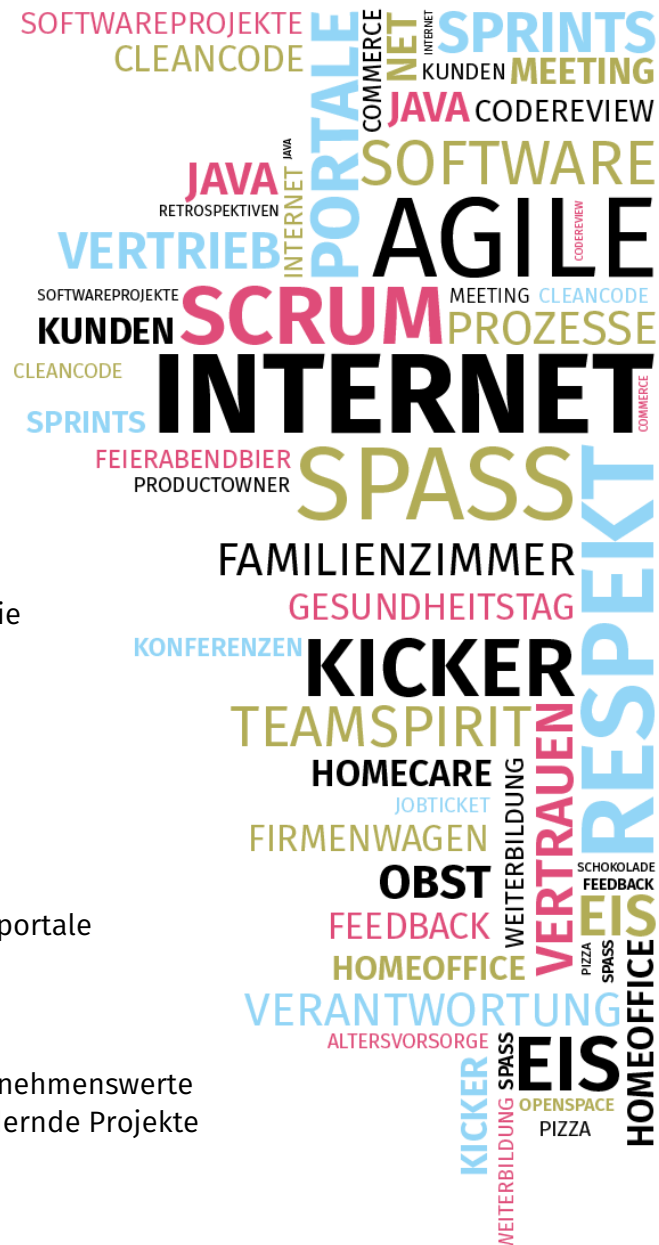 SOFTWAREPROJEKTE
CLEANCODE
PORTALE
COMMERCE
NET
INTERNET
SPRINTS
KUNDEN MEETING
JAVA CODEREVIEW
JAVA
SOFTWARE
JAVA
RETROSPEKTIVEN
INTERNET
VERTRIEB
AGILE
CODEREVIEW
SOFTWAREPROJEKTE
KUNDEN
SCRUM
MEETING CLEANCODE
PROZESSE
CLEANCODE
SPRINTS
INTERNET
COMMERCE
FEIERABENDBIER
PRODUCTOWNER
SPASS
RESPEKT
FAMILIENZIMMER
ie
GESUNDHEITSTAG
KONFERENZEN
KICKER
TEAMSPIRIT
VERTRAUEN
HOMECARE
WEITERBILDUNG
JOBTICKET
FIRMENWAGEN
OBST
SCHOKOLADE
FEEDBACK
EIS
portale
FEEDBACK
PIZZA
SPASS
HOMEOFFICE
HOMEOFFICE
VERANTWORTUNG
ALTERSVORSORGE
KICKER
SPASS
EIS
nehmenswerte
WEITERBILDUNG
OPENSPACE
ernde Projekte
PIZZA